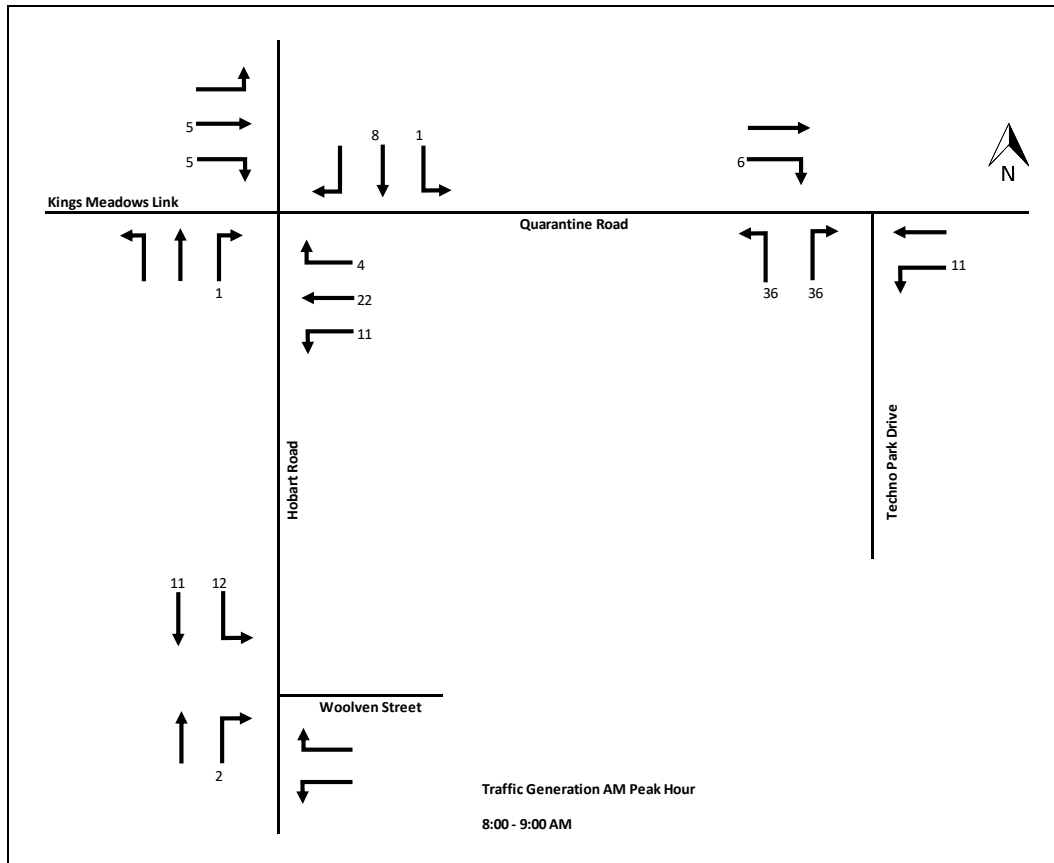 5
8
1
5
6
N
Kings Meadows Link
Quarantine Road
4
11
1
36
36
22
11
Hobart Road
Techno Park Drive
11
12
Woolven Street
2
Traffic Generation AM Peak Hour
8:00 - 9:00 AM